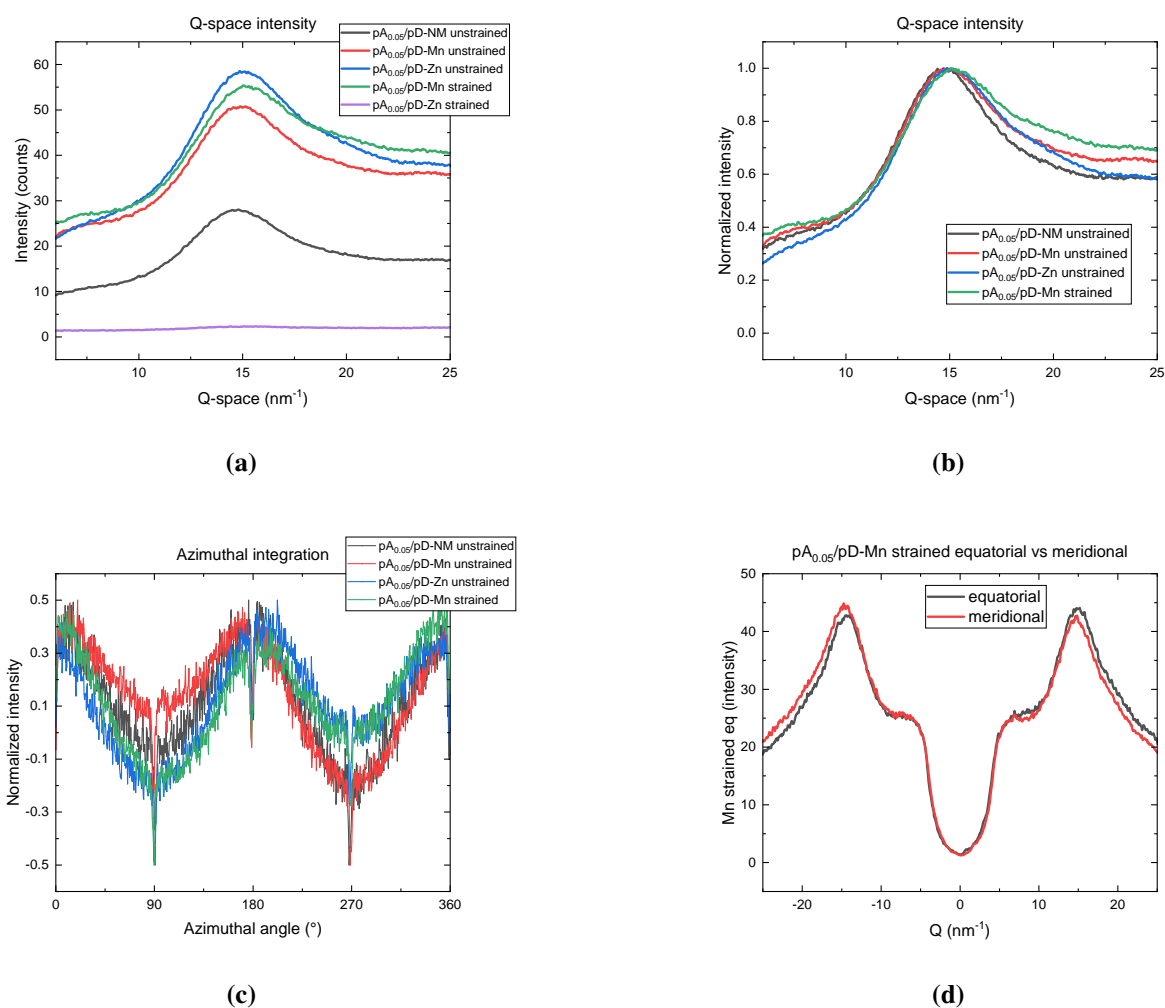 Q-space intensity
pA₀.₀₅/pD-NM unstrained
pA₀.₀₅/pD-Mn unstrained
pA₀.₀₅/pD-Zn unstrained
pA₀.₀₅/pD-Mn strained
pA₀.₀₅/pD-Zn strained
Intensity (counts)
60
50
40
30
20
10
0
10
15
20
25
Q-space (nm⁻¹)
(a)
Q-space intensity
Normalized intensity
1.0
0.8
0.6
0.4
0.2
0.0
pA₀.₀₅/pD-NM unstrained
pA₀.₀₅/pD-Mn unstrained
pA₀.₀₅/pD-Zn unstrained
pA₀.₀₅/pD-Mn strained
10
15
20
25
Q-space (nm⁻¹)
(b)
Azimuthal integration
pA₀.₀₅/pD-NM unstrained
pA₀.₀₅/pD-Mn unstrained
pA₀.₀₅/pD-Zn unstrained
pA₀.₀₅/pD-Mn strained
Normalized intensity
0.5
0.3
0.1
-0.1
-0.3
-0.5
0
90
180
270
360
Azimuthal angle (°)
(c)
pA₀.₀₅/pD-Mn strained equatorial vs meridional
equatorial
meridional
Mn strained eq (intensity)
50
40
30
20
10
0
-20
-10
0
10
20
Q (nm⁻¹)
(d)